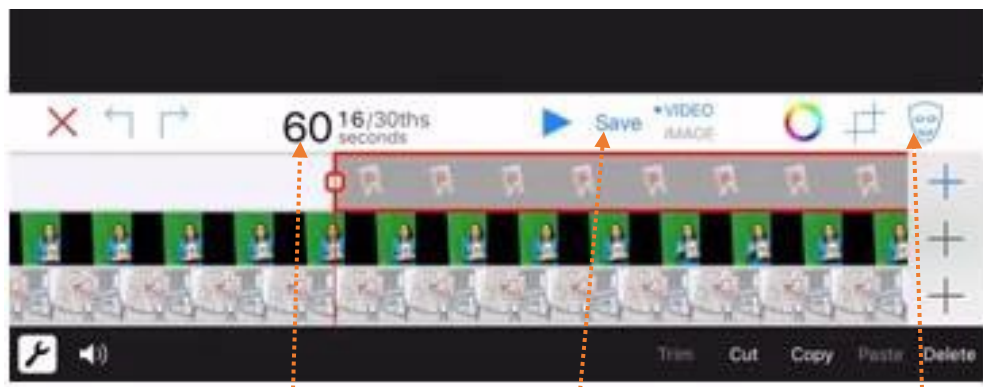 60 16/30ths
seconds
Save •VIDEO
IMAGE
Trim Cut Copy Paste Delete